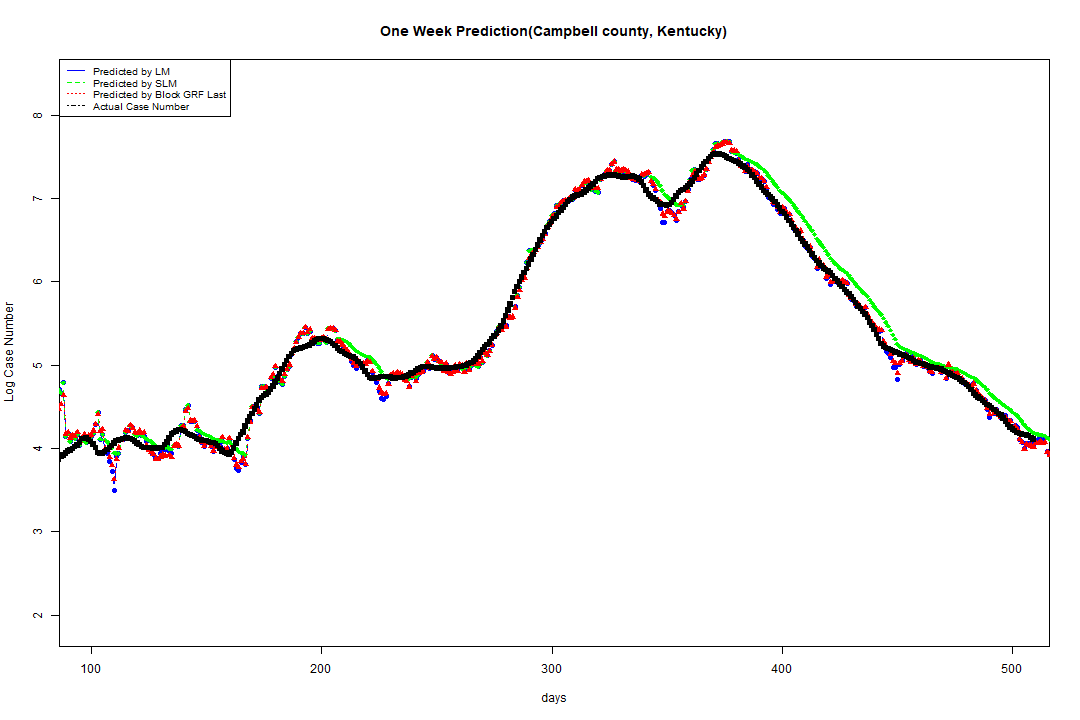 One Week Prediction(Campbell county, Kentucky)
Predicted by LM
Predicted by SLM
Predicted by Block GRF Last
Actual Case Number
Log Case Number
8
7
6
5
4
3
2
100 200 300 400 500
days